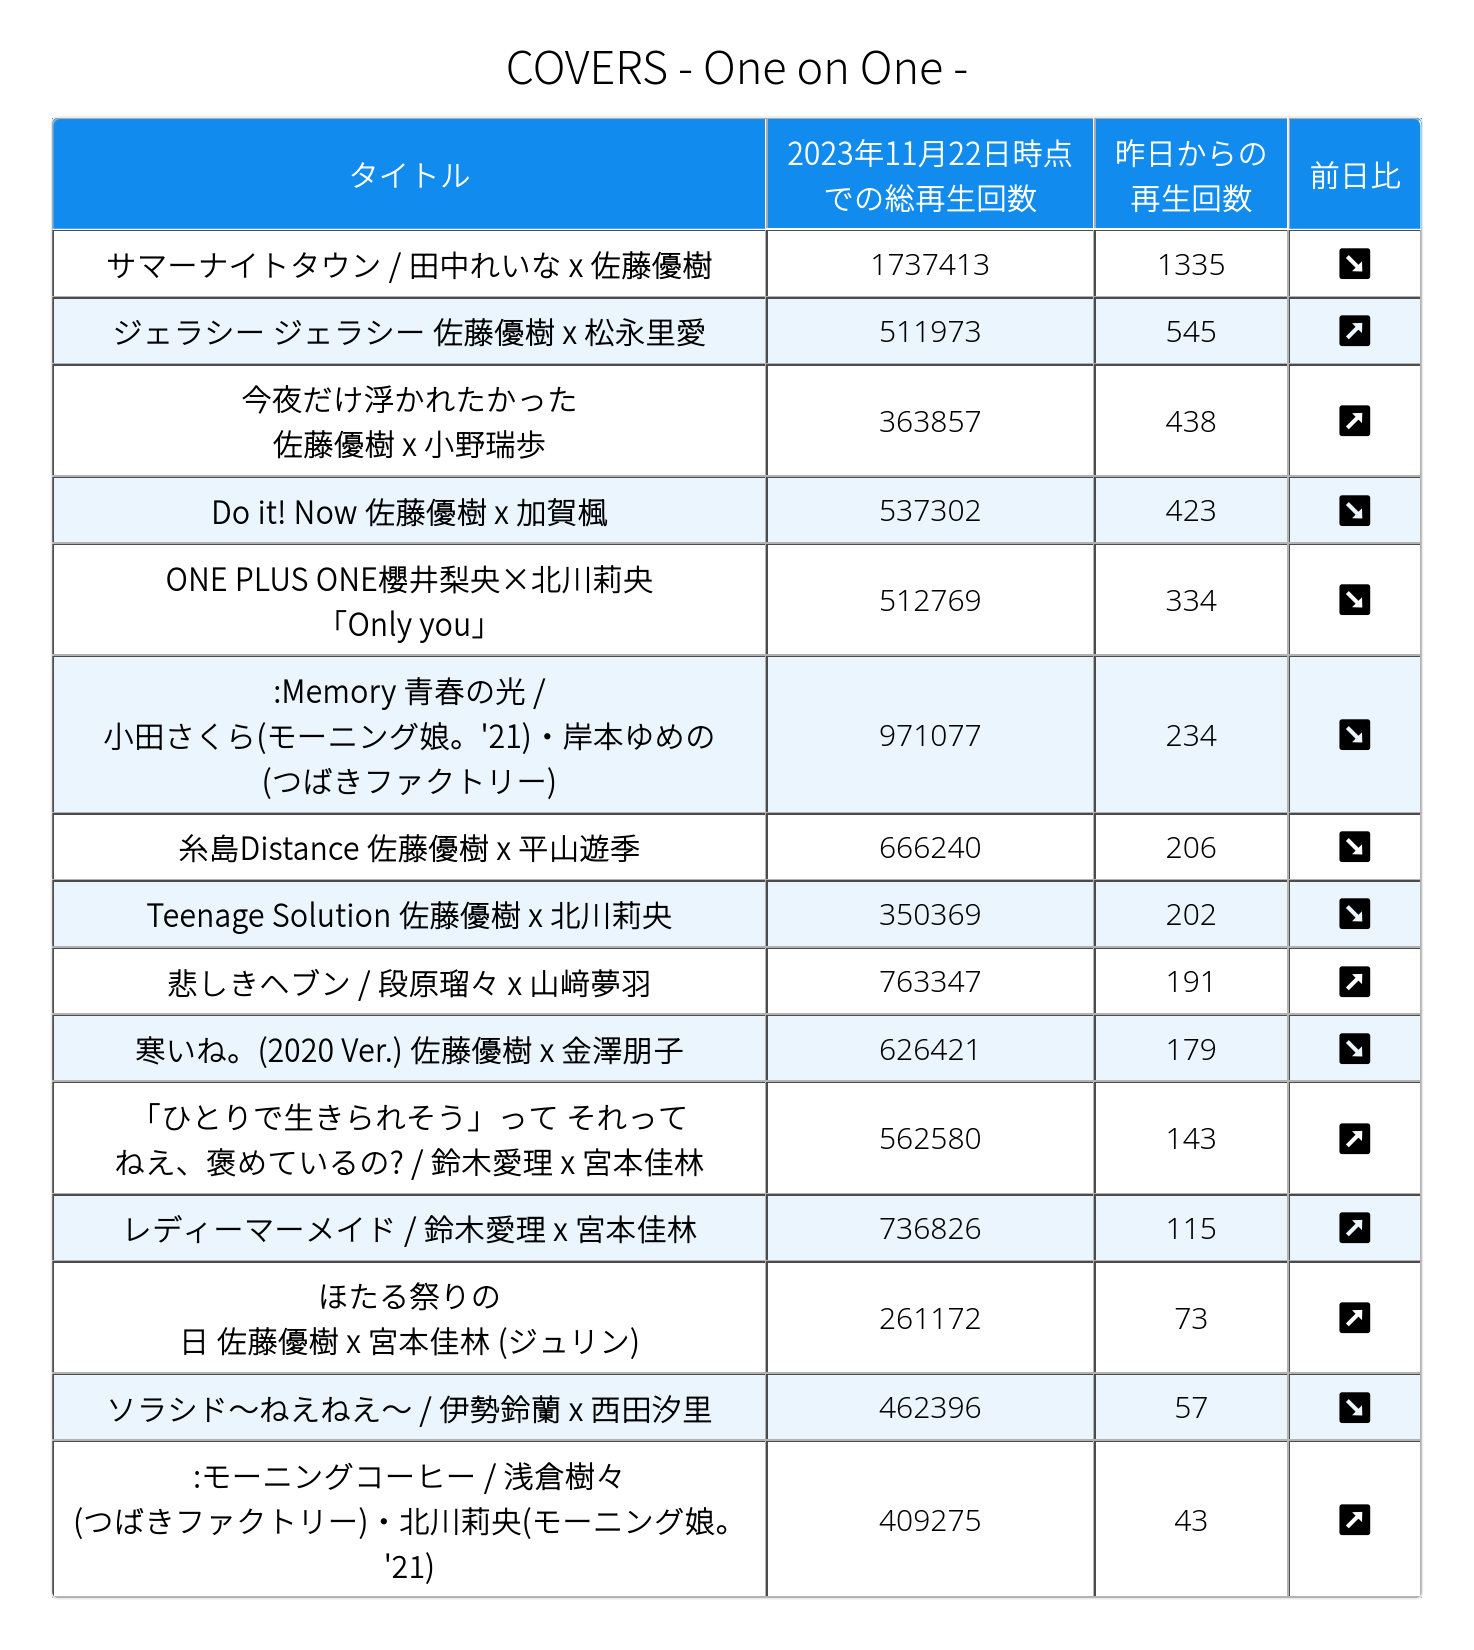 COVERS - One on One -
タイトル
2023年11月22日時点
での総再生回数
昨日からの
再生回数
前日比
サマーナイトタウン / 田中れいな x 佐藤優樹
1737413
1335
ジェラシー ジェラシー 佐藤優樹 x 松永里愛
511973
545
今夜だけ浮かれたかった
佐藤優樹 x 小野瑞歩
363857
438
Do it! Now 佐藤優樹 x 加賀楓
537302
423
ONE PLUS ONE櫻井梨央×北川莉央
「Only you」
512769
334
:Memory 青春の光 /
小田さくら(モーニング娘。'21)・岸本ゆめの
(つばきファクトリー)
971077
234
糸島Distance 佐藤優樹 x 平山遊季
666240
206
Teenage Solution 佐藤優樹 x 北川莉央
350369
202
悲しきヘブン / 段原瑠々 x 山﨑夢羽
763347
191
寒いね。(2020 Ver.) 佐藤優樹 x 金澤朋子
626421
179
「ひとりで生きられそう」って それって
ねえ、褒めているの? / 鈴木愛理 x 宮本佳林
562580
143
レディーマーメイド / 鈴木愛理 x 宮本佳林
736826
115
ほたる祭りの
日 佐藤優樹 x 宮本佳林 (ジュリン)
261172
73
ソラシド～ねえねえ～ / 伊勢鈴蘭 x 西田汐里
462396
57
:モーニングコーヒー / 浅倉樹々
(つばきファクトリー)・北川莉央(モーニング娘。
'21)
409275
43